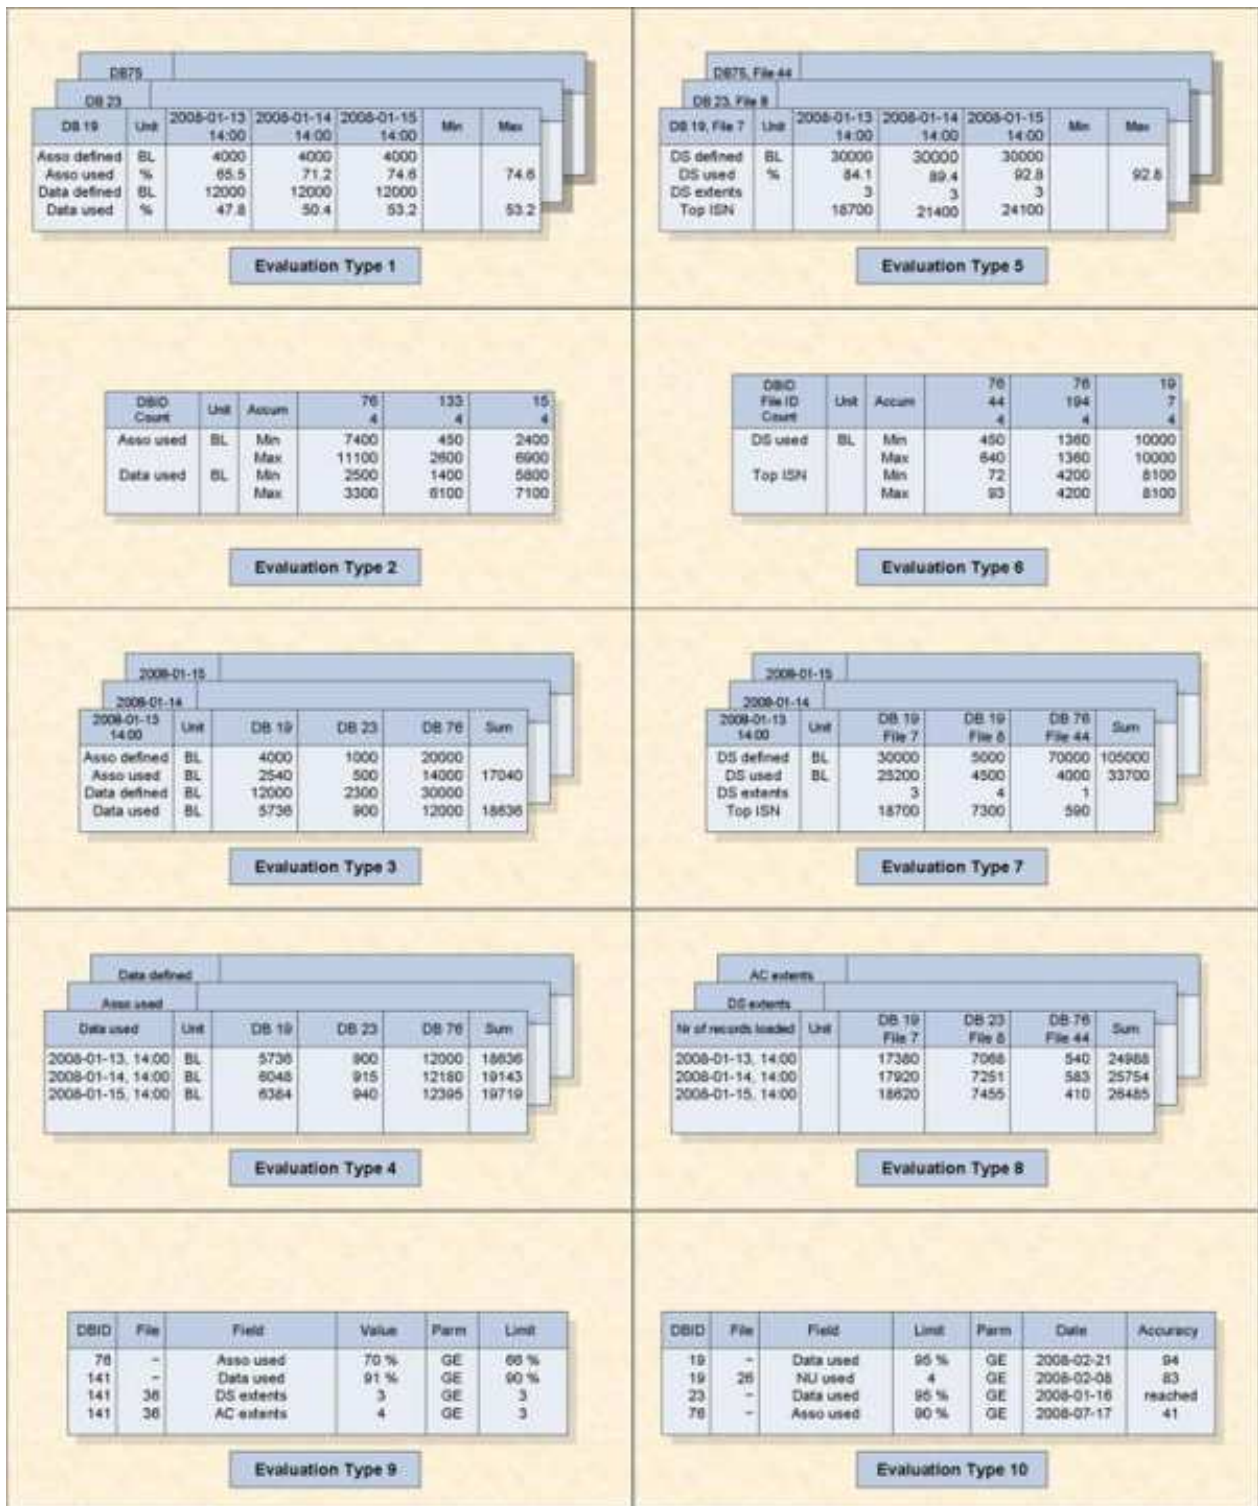 DB75
DB 23
DB 19 Unit 2008-01-13 14:00 2008-01-14 14:00 2008-01-15 14:00 Min Max
Asso defined BL 4000 4000 4000
Asso used % 65.5 71.2 74.6 74.6
Data defined BL 12000 12000 12000
Data used % 47.8 50.4 53.2 53.2
Evaluation Type 1
DB75, File 44
DB 23, File 8
DB 19, File 7 Unit 2008-01-13 14:00 2008-01-14 14:00 2008-01-15 14:00 Min Max
DS defined BL 30000 30000 30000
DS used % 84.1 89.4 92.8 92.8
DS extents 3 3 3
Top ISN 18700 21400 24100
Evaluation Type 5
DBID Count Unit Accum 76 4 133 4 15 4
Asso used BL Min 7400 450 2400
Max 11100 2600 6900
Data used BL Min 2500 1400 5800
Max 3300 6100 7100
Evaluation Type 2
DBID File ID Count Unit Accum 76 44 4 76 194 4 19 7 4
DS used BL Min 450 1360 10000
Max 640 1360 10000
Top ISN Min 72 4200 8100
Max 93 4200 8100
Evaluation Type 6
2008-01-15
2008-01-14
2008-01-13 14:00 Unit DB 19 DB 23 DB 76 Sum
Asso defined BL 4000 1000 20000
Asso used BL 2540 500 14000 17040
Data defined BL 12000 2300 30000
Data used BL 5736 900 12000 18636
Evaluation Type 3
2008-01-15
2008-01-14
2008-01-13 14:00 Unit DB 19 File 7 DB 19 File 8 DB 76 File 44 Sum
DS defined BL 30000 5000 70000 105000
DS used BL 25200 4500 4000 33700
DS extents 3 4 1
Top ISN 18700 7300 590
Evaluation Type 7
Data defined
Asso used
Data used Unit DB 19 DB 23 DB 76 Sum
2008-01-13, 14:00 BL 5736 900 12000 18636
2008-01-14, 14:00 BL 6048 915 12180 19143
2008-01-15, 14:00 BL 6384 940 12395 19719
Evaluation Type 4
AC extents
DS extents
Nr of records loaded Unit DB 19 File 7 DB 23 File 8 DB 76 File 44 Sum
2008-01-13, 14:00 17380 7068 540 24988
2008-01-14, 14:00 17920 7251 583 25754
2008-01-15, 14:00 18620 7455 410 26485
Evaluation Type 8
DBID File Field Value Parm Limit
76 – Asso used 70 % GE 66 %
141 – Data used 91 % GE 90 %
141 36 DS extents 3 GE 3
141 36 AC extents 4 GE 3
Evaluation Type 9
DBID File Field Limit Parm Date Accuracy
19 – Data used 95 % GE 2008-02-21 94
19 26 NU used 4 GE 2008-02-08 83
23 – Data used 95 % GE 2008-01-16 reached
76 – Asso used 90 % GE 2008-07-17 41
Evaluation Type 10